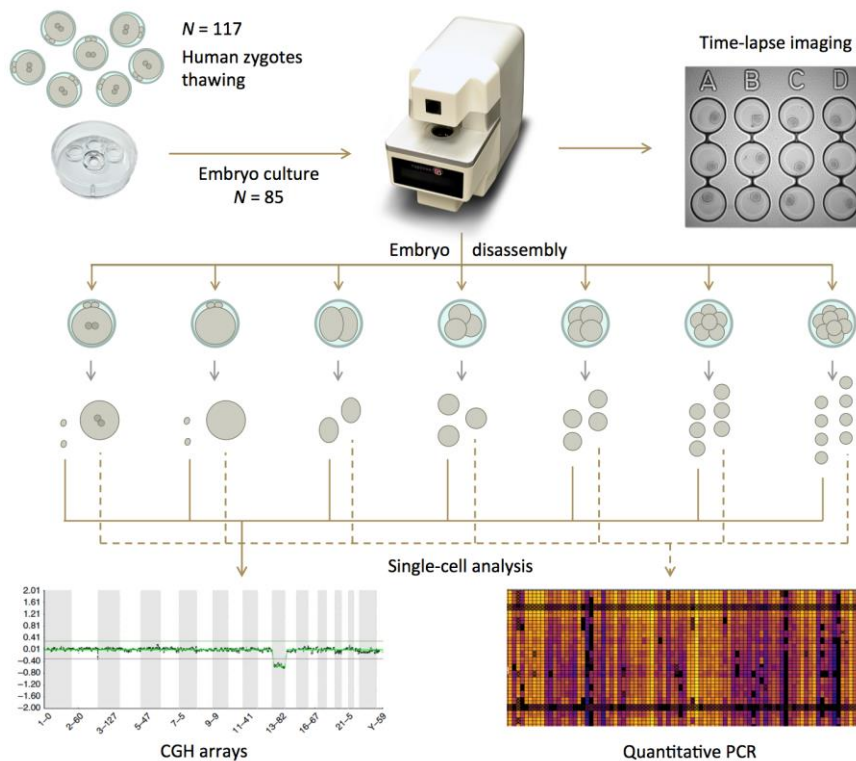 N = 117
Human zygotes
thawing
Embryo culture
N = 85
Time-lapse imaging
A B C D
Embryo disassembly
Single-cell analysis
2.01
1.61
1.21
0.81
0.41
0.01
−0.40
−0.80
−1.20
−1.60
−2.00
1–0
2–60
3–127
5–47
7–5
9–9
11–41
13–82
16–67
21–5
Y–59
CGH arrays
Quantitative PCR